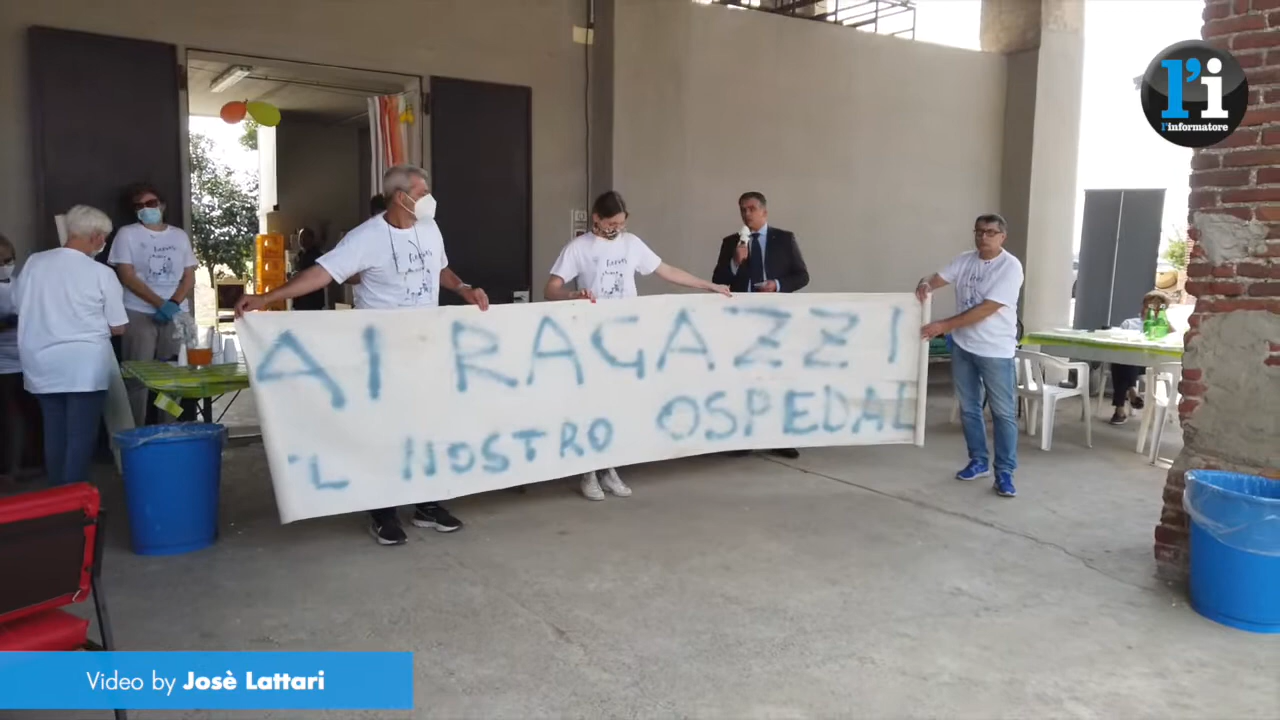 l'i
l'informatore
AI RAGAZZI
'L NOSTRO OSPEDAL
Video by Josè Lattari